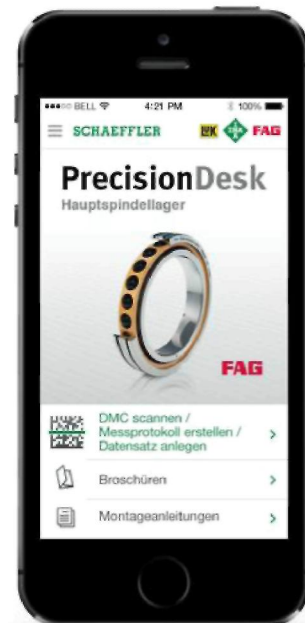 BELL 4:21 PM 100%
SCHAEFFLER LUK INA FAG
PrecisionDesk
Hauptspindellager
FAG
DMC scannen /
Messprotokoll erstellen /
Datensatz anlegen
Broschüren
Montageanleitungen